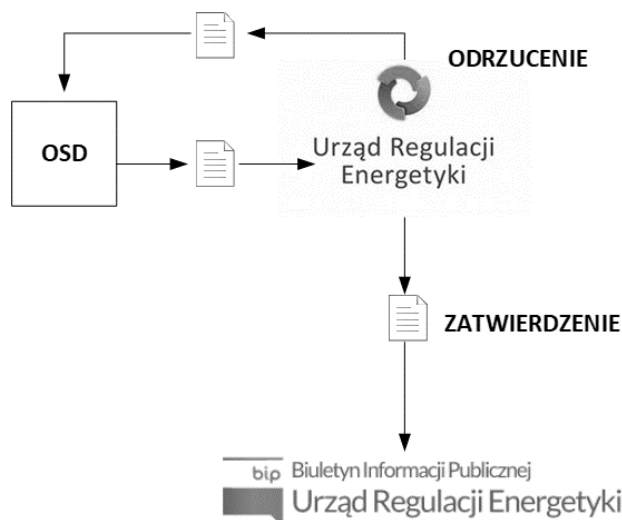 ODRZUCENIE
OSD
Urząd Regulacji
Energetyki
ZATWIERDZENIE
bip Biuletyn Informacji Publicznej
Urząd Regulacji Energetyki